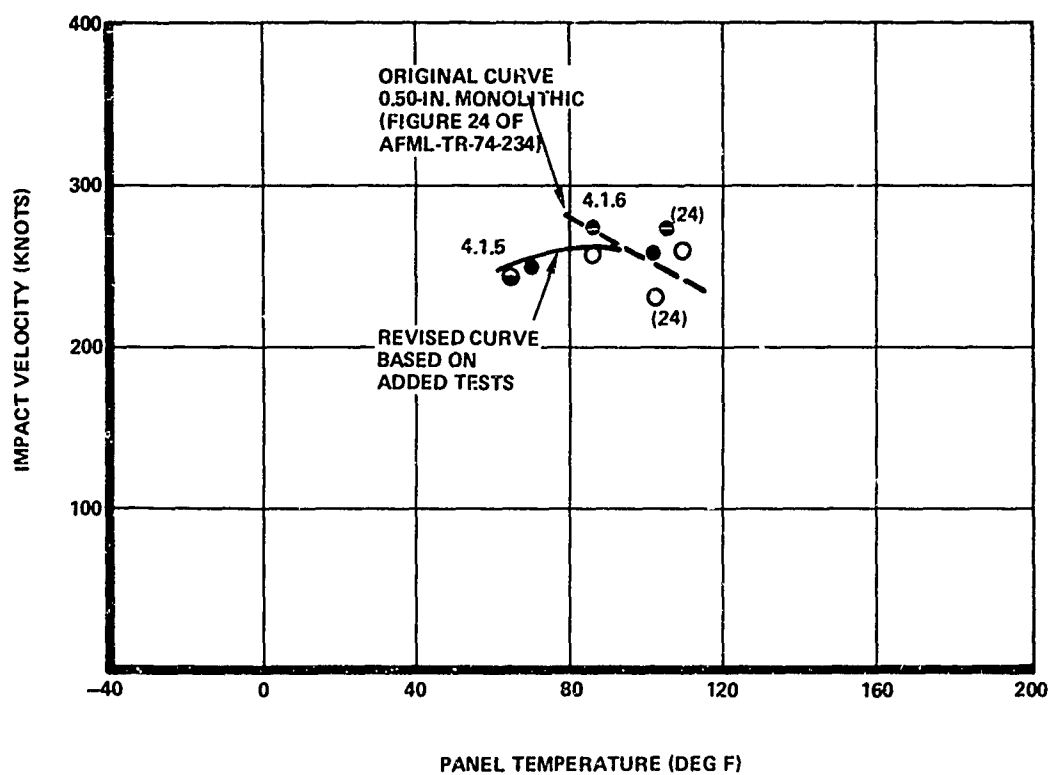 400
ORIGINAL CURVE
0.50-IN. MONOLITHIC
(FIGURE 24 OF
AFML-TR-74-234)
300
4.1.6
(24)
4.1.5
(24)
REVISED CURVE
BASED ON
ADDED TESTS
200
100
IMPACT VELOCITY (KNOTS)
-40
0
40
80
120
160
200
PANEL TEMPERATURE (DEG F)